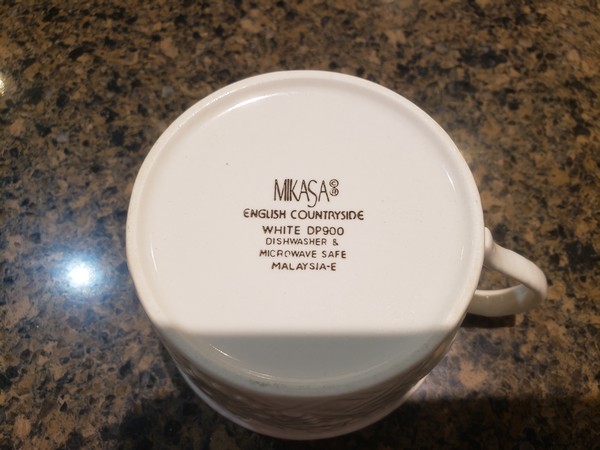 MIKASA©®
ENGLISH COUNTRYSIDE
WHITE DP900
DISHWASHER &
MICROWAVE SAFE
MALAYSIA-E